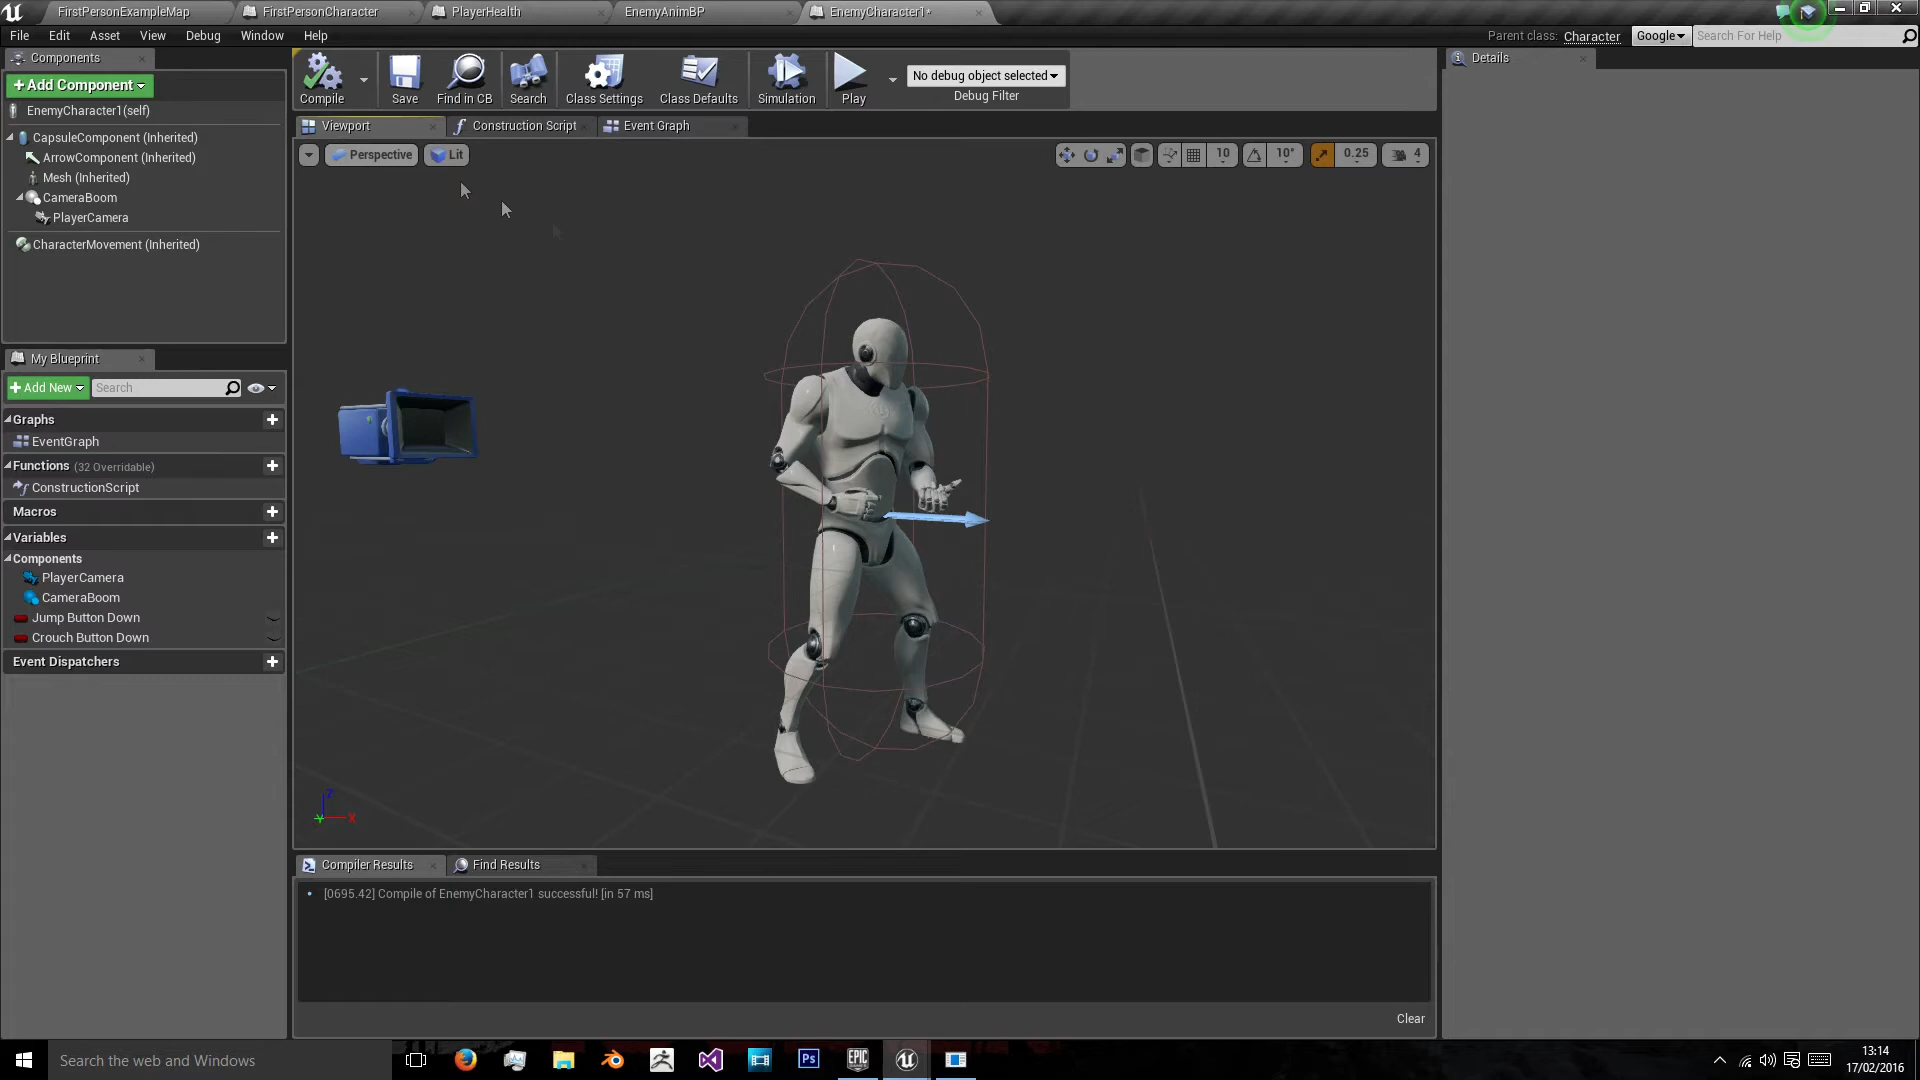 FirstPersonExampleMap
FirstPersonCharacter
PlayerHealth
EnemyAnimBP
EnemyCharacter1*
File Edit Asset View Debug Window Help
Parent class: Character
Google
Search For Help
Components
+Add Component
EnemyCharacter1(self)
CapsuleComponent (Inherited)
ArrowComponent (Inherited)
Mesh (Inherited)
CameraBoom
PlayerCamera
CharacterMovement (Inherited)
Compile
Save
Find in CB
Search
Class Settings
Class Defaults
Simulation
Play
No debug object selected
Debug Filter
Details
Viewport
Construction Script
Event Graph
Perspective
Lit
10
10°
0.25
4
My Blueprint
+Add New
Search
Graphs
EventGraph
Functions (32 Overridable)
ConstructionScript
Macros
Variables
Components
PlayerCamera
CameraBoom
Jump Button Down
Crouch Button Down
Event Dispatchers
Z
Y
X
Compiler Results
Find Results
[0695.42] Compile of EnemyCharacter1 successful! [in 57 ms]
Clear
Search the web and Windows
Ps
EPIC
13:14
17/02/2016